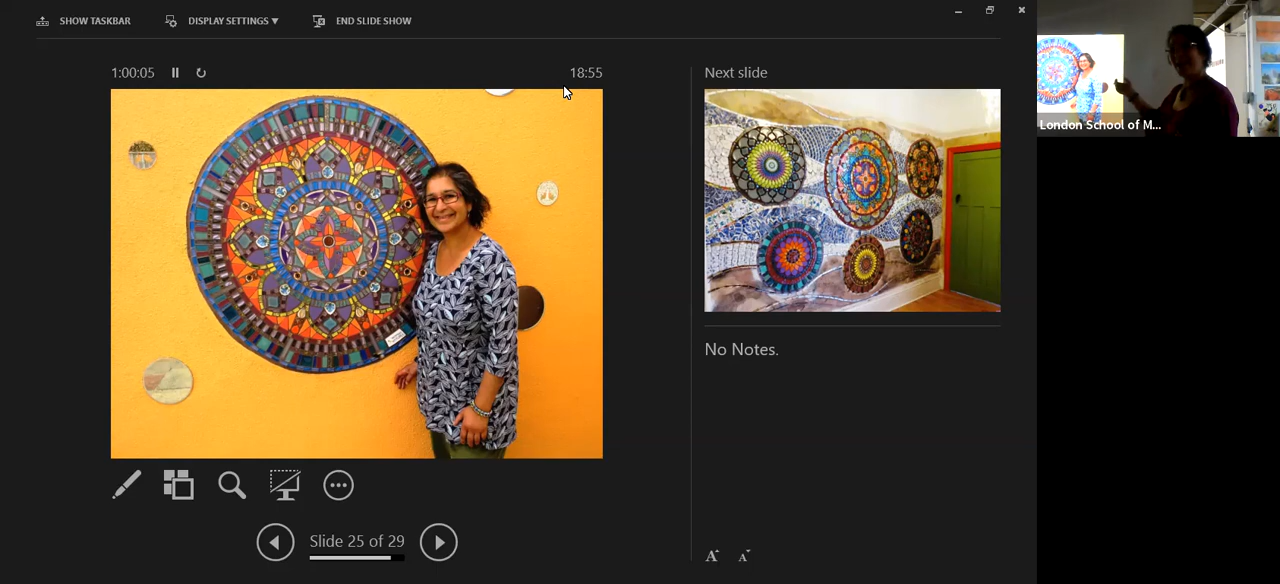 SHOW TASKBAR
DISPLAY SETTINGS ▼
END SLIDE SHOW
1:00:05
18:55
Next slide
London School of M...
No Notes.
Slide 25 of 29
A
A